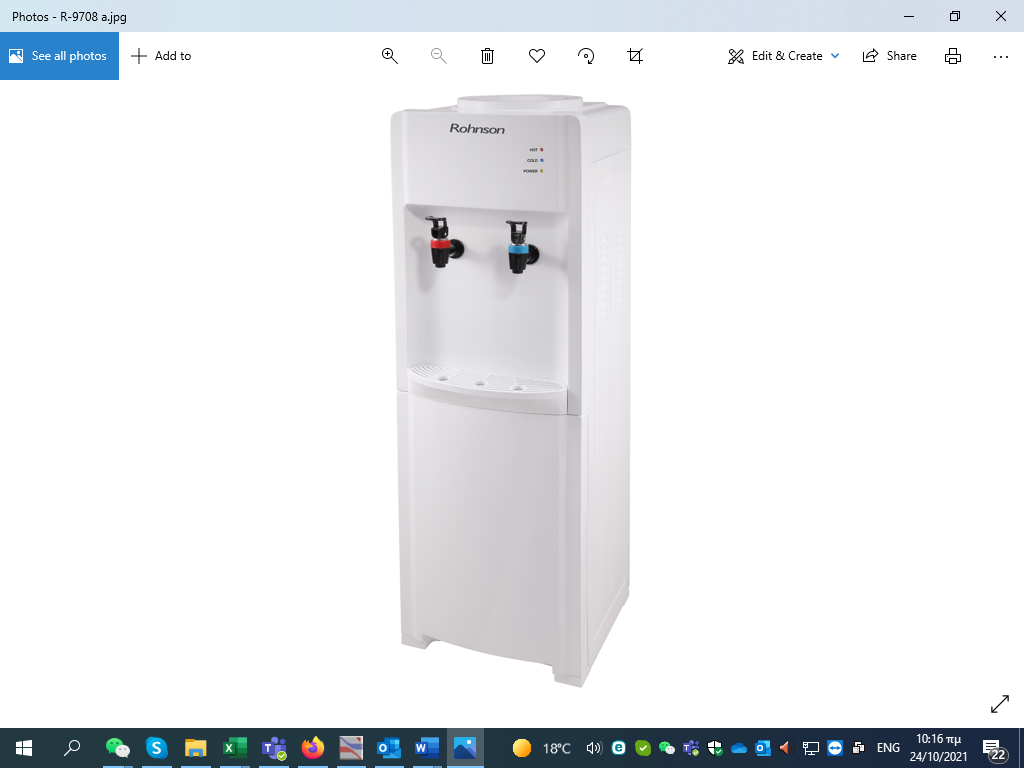 Photos - R-9708 a.jpg
See all photos
Add to
Edit & Create
Share
Rohnson
HOT
COLD
POWER
18°C
ΕΝG
10:16 πμ
24/10/2021
22